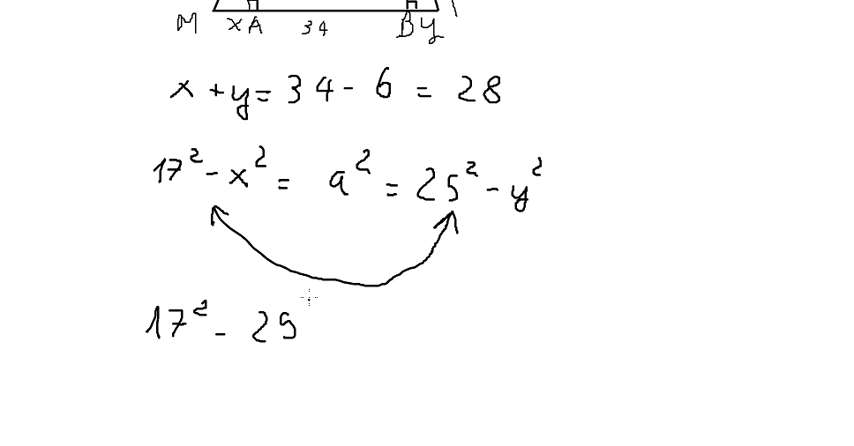 M x A 34 B y
x + y = 34 - 6 = 28
17² - x² = a² = 25² - y²
17² - 25